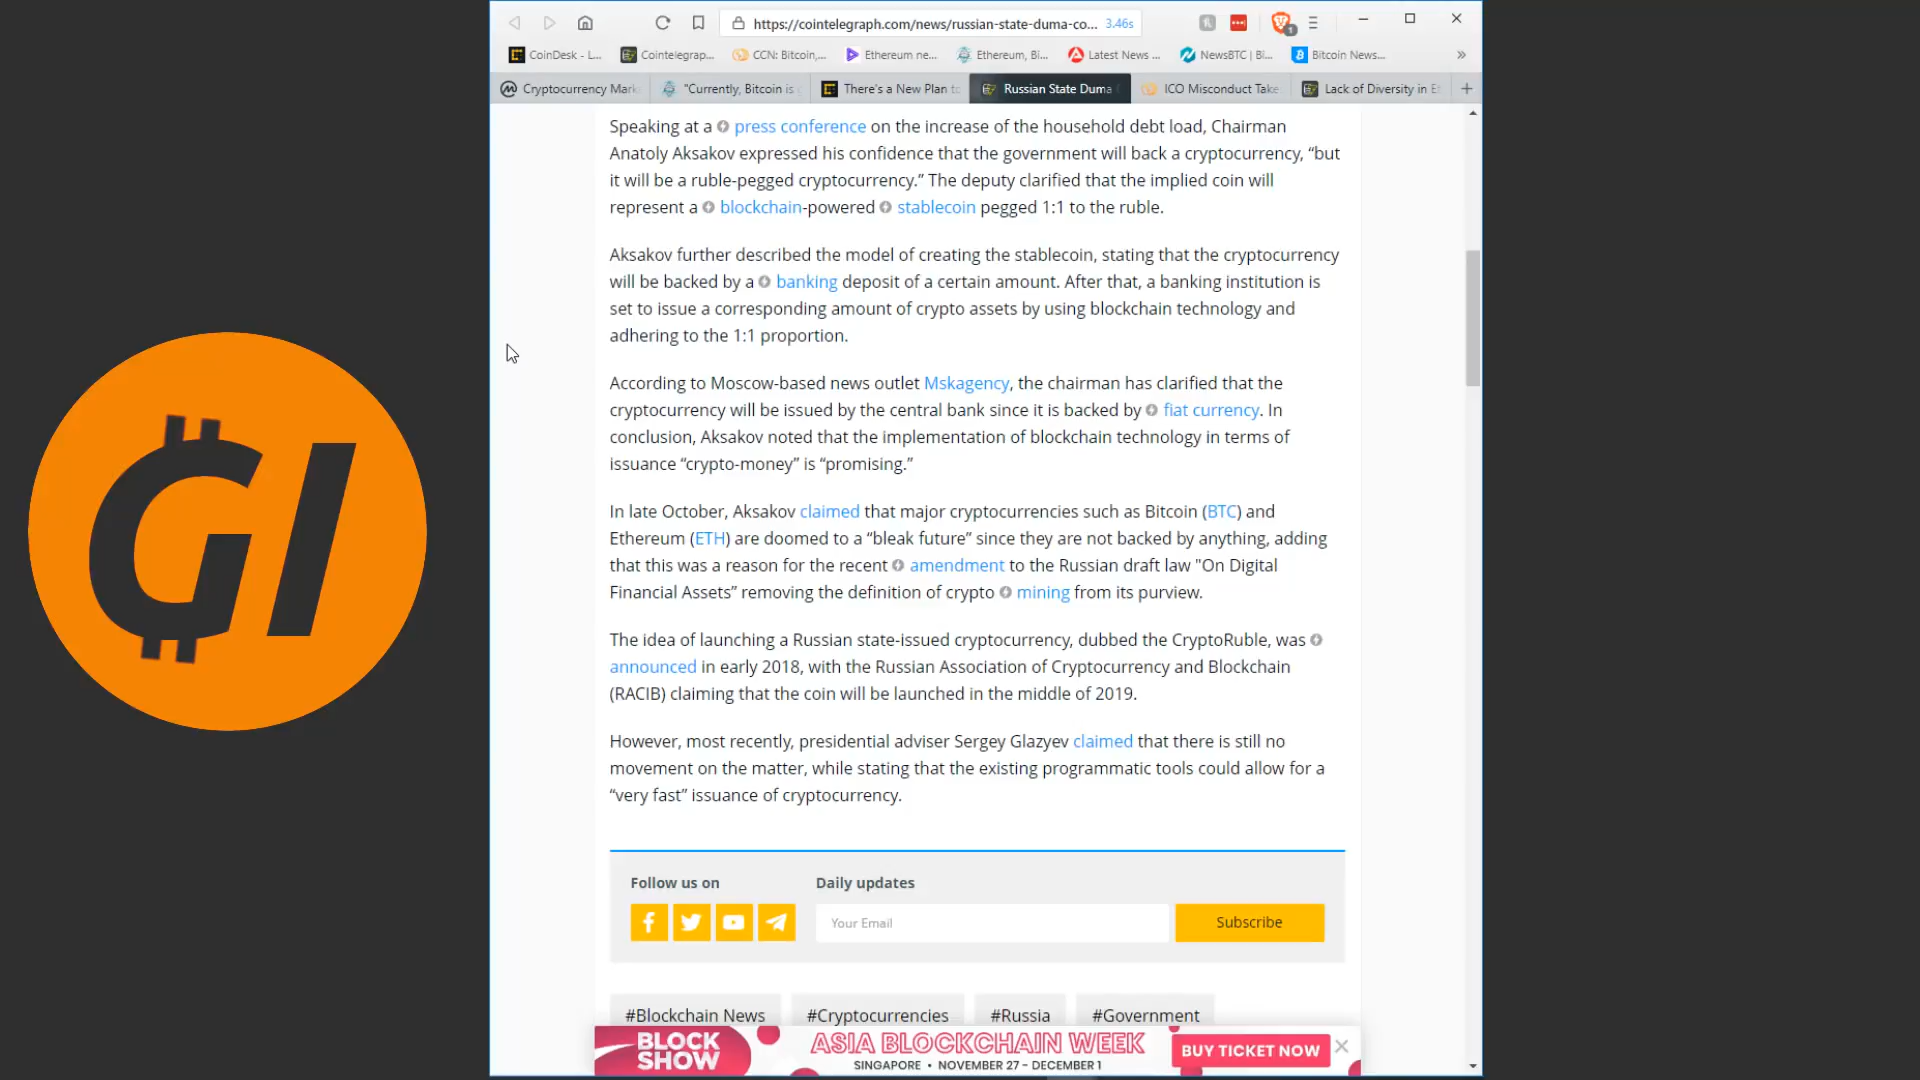 https://cointelegraph.com/news/russian-state-duma-co... 3.46s
1
CoinDesk - L... Cointelegrap... CCN: Bitcoin,... Ethereum ne... Ethereum, Bi... Latest News ... NewsBTC | Bi... Bitcoin News... »
Cryptocurrency Mark "Currently, Bitcoin is There's a New Plan to Russian State Duma ICO Misconduct Take Lack of Diversity in
Speaking at a press conference on the increase of the household debt load, Chairman
Anatoly Aksakov expressed his confidence that the government will back a cryptocurrency, “but
it will be a ruble-pegged cryptocurrency.” The deputy clarified that the implied coin will
represent a blockchain-powered stablecoin pegged 1:1 to the ruble.
Aksakov further described the model of creating the stablecoin, stating that the cryptocurrency
will be backed by a banking deposit of a certain amount. After that, a banking institution is
set to issue a corresponding amount of crypto assets by using blockchain technology and
adhering to the 1:1 proportion.
According to Moscow-based news outlet Mskagency, the chairman has clarified that the
cryptocurrency will be issued by the central bank since it is backed by fiat currency. In
conclusion, Aksakov noted that the implementation of blockchain technology in terms of
issuance “crypto-money” is “promising.”
In late October, Aksakov claimed that major cryptocurrencies such as Bitcoin (BTC) and
Ethereum (ETH) are doomed to a “bleak future” since they are not backed by anything, adding
that this was a reason for the recent amendment to the Russian draft law "On Digital
Financial Assets” removing the definition of crypto mining from its purview.
The idea of launching a Russian state-issued cryptocurrency, dubbed the CryptoRuble, was
announced in early 2018, with the Russian Association of Cryptocurrency and Blockchain
(RACIB) claiming that the coin will be launched in the middle of 2019.
However, most recently, presidential adviser Sergey Glazyev claimed that there is still no
movement on the matter, while stating that the existing programmatic tools could allow for a
“very fast” issuance of cryptocurrency.
Follow us on Daily updates
Your Email Subscribe
#Blockchain News #Cryptocurrencies #Russia #Government
BLOCK SHOW
ASIA BLOCKCHAIN WEEK
SINGAPORE • NOVEMBER 27 - DECEMBER 1
BUY TICKET NOW
GI